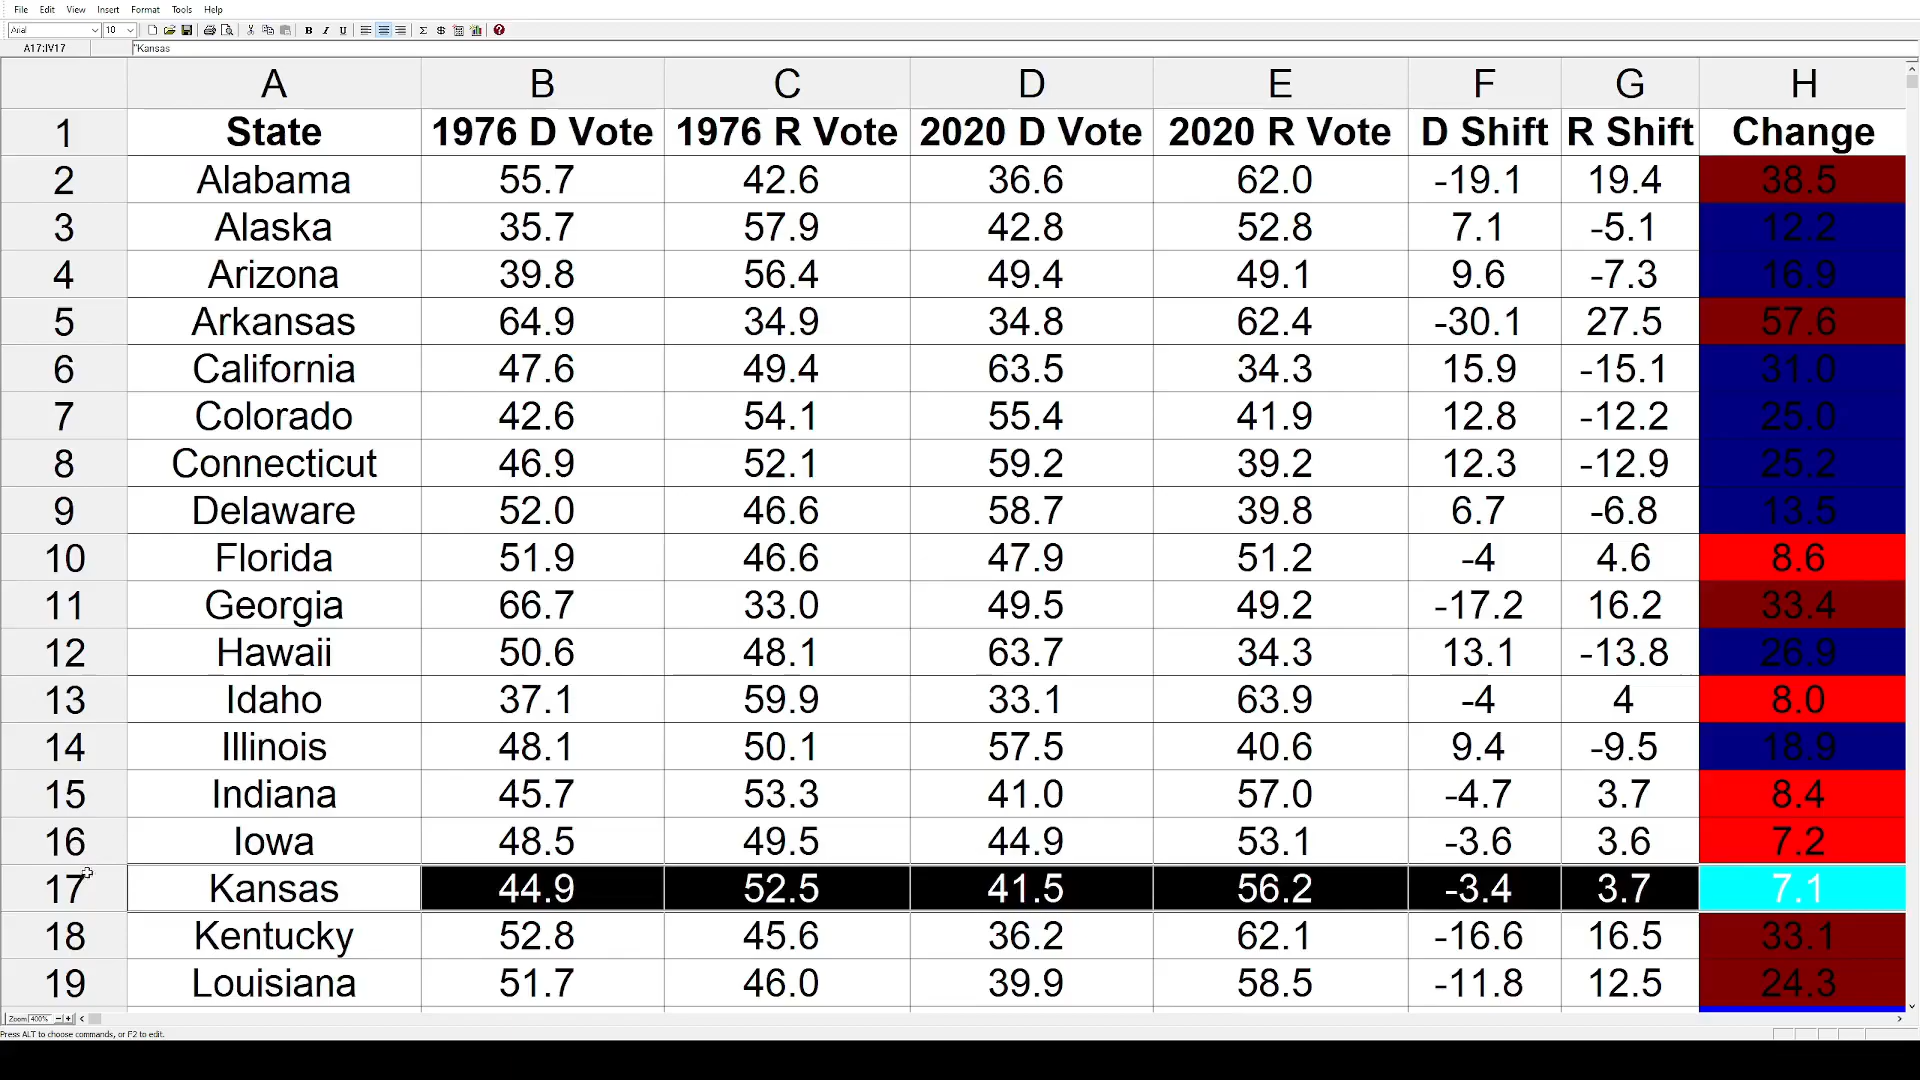 File Edit View Insert Format Tools Help
Arial 10 B I U Σ $ ?
A17:IV17 "Kansas
A B C D E F G H
1 State 1976 D Vote 1976 R Vote 2020 D Vote 2020 R Vote D Shift R Shift Change
2 Alabama 55.7 42.6 36.6 62.0 -19.1 19.4 38.5
3 Alaska 35.7 57.9 42.8 52.8 7.1 -5.1 12.2
4 Arizona 39.8 56.4 49.4 49.1 9.6 -7.3 16.9
5 Arkansas 64.9 34.9 34.8 62.4 -30.1 27.5 57.6
6 California 47.6 49.4 63.5 34.3 15.9 -15.1 31.0
7 Colorado 42.6 54.1 55.4 41.9 12.8 -12.2 25.0
8 Connecticut 46.9 52.1 59.2 39.2 12.3 -12.9 25.2
9 Delaware 52.0 46.6 58.7 39.8 6.7 -6.8 13.5
10 Florida 51.9 46.6 47.9 51.2 -4 4.6 8.6
11 Georgia 66.7 33.0 49.5 49.2 -17.2 16.2 33.4
12 Hawaii 50.6 48.1 63.7 34.3 13.1 -13.8 26.9
13 Idaho 37.1 59.9 33.1 63.9 -4 4 8.0
14 Illinois 48.1 50.1 57.5 40.6 9.4 -9.5 18.9
15 Indiana 45.7 53.3 41.0 57.0 -4.7 3.7 8.4
16 Iowa 48.5 49.5 44.9 53.1 -3.6 3.6 7.2
17 Kansas 44.9 52.5 41.5 56.2 -3.4 3.7 7.1
18 Kentucky 52.8 45.6 36.2 62.1 -16.6 16.5 33.1
19 Louisiana 51.7 46.0 39.9 58.5 -11.8 12.5 24.3
Zoom 400% - +
Press ALT to choose commands, or F2 to edit.